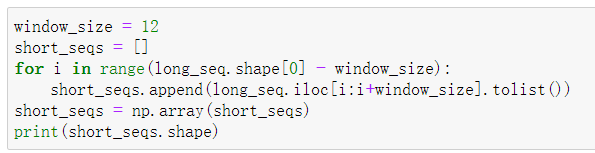 window_size = 12
short_seqs = []
for i in range(long_seq.shape[0] - window_size):
    short_seqs.append(long_seq.iloc[i:i+window_size].tolist())
short_seqs = np.array(short_seqs)
print(short_seqs.shape)